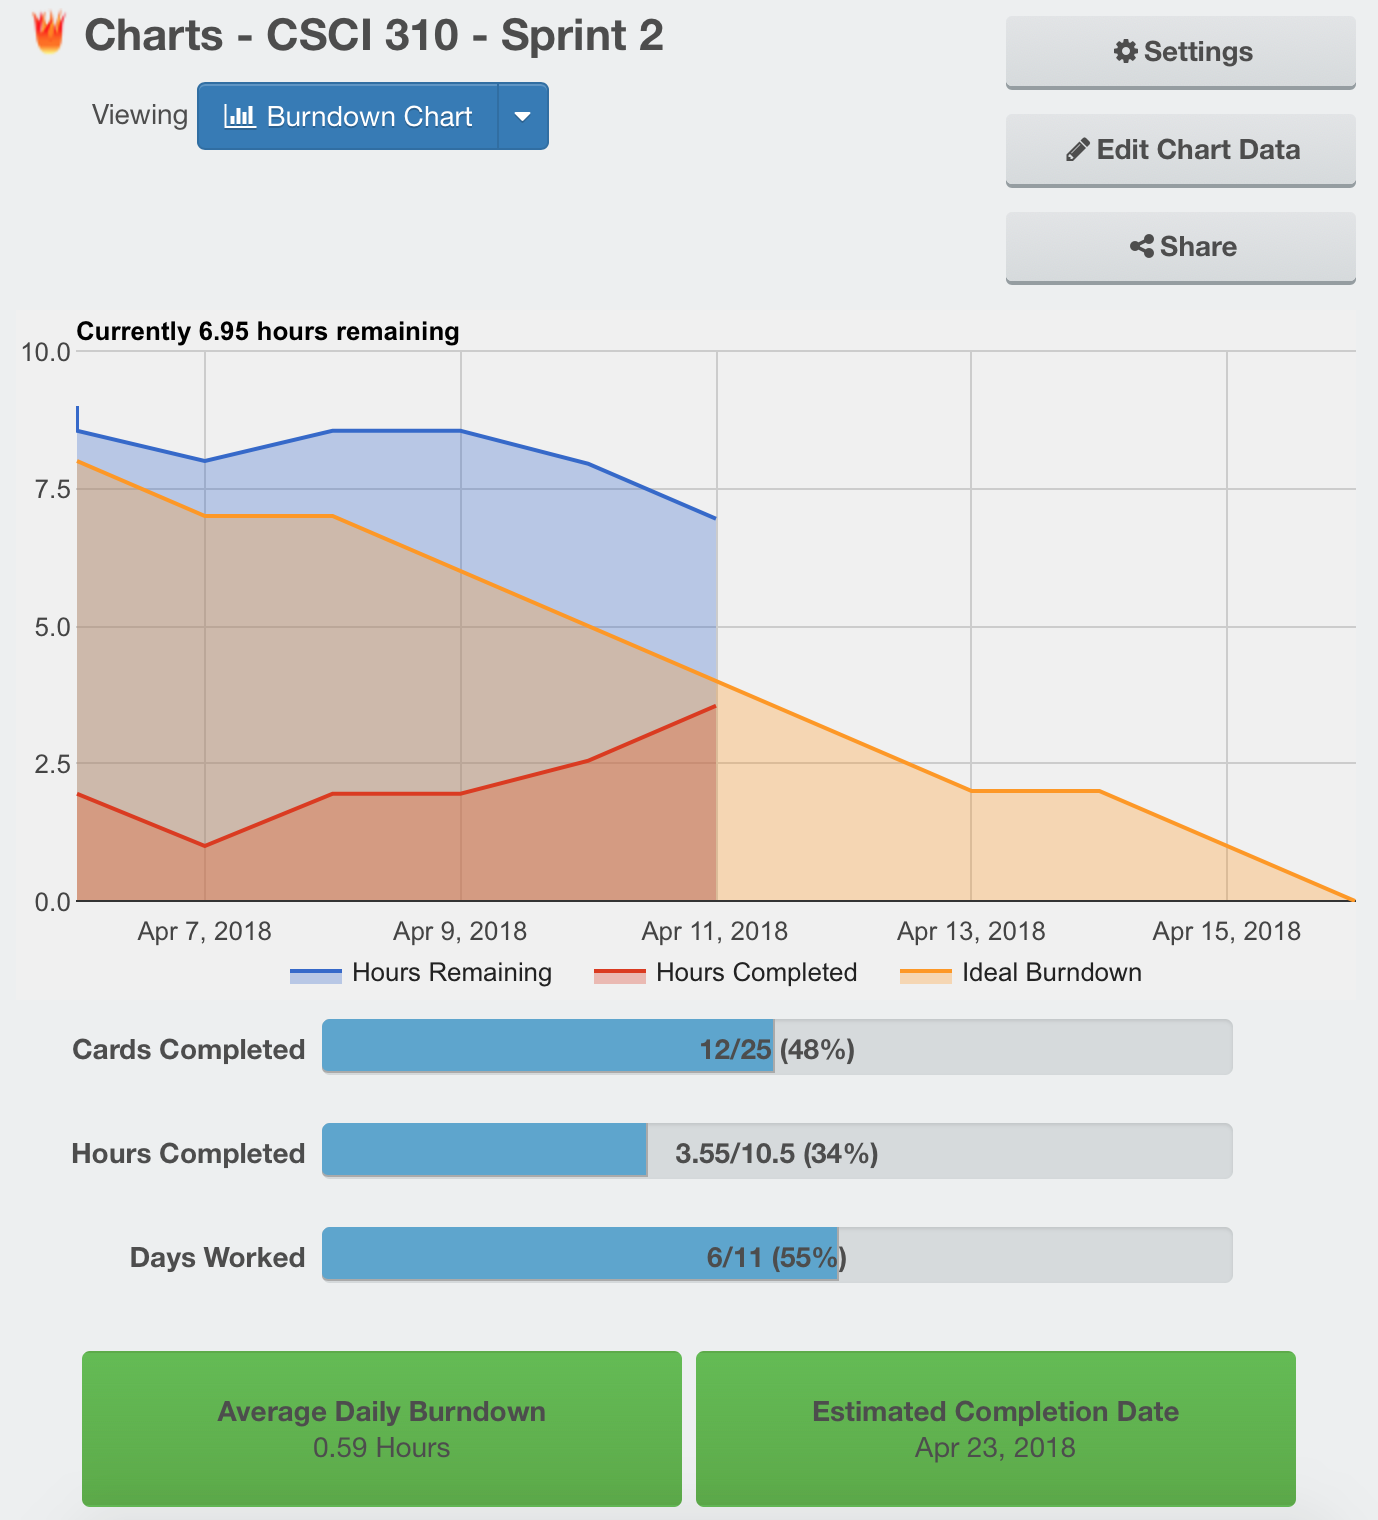 Charts - CSCI 310 - Sprint 2
Settings
Viewing Burndown Chart
Edit Chart Data
Share
Currently 6.95 hours remaining
10.0
7.5
5.0
2.5
0.0
Apr 7, 2018 Apr 9, 2018 Apr 11, 2018 Apr 13, 2018 Apr 15, 2018
Hours Remaining Hours Completed Ideal Burndown
Cards Completed 12/25 (48%)
Hours Completed 3.55/10.5 (34%)
Days Worked 6/11 (55%)
Average Daily Burndown
0.59 Hours
Estimated Completion Date
Apr 23, 2018